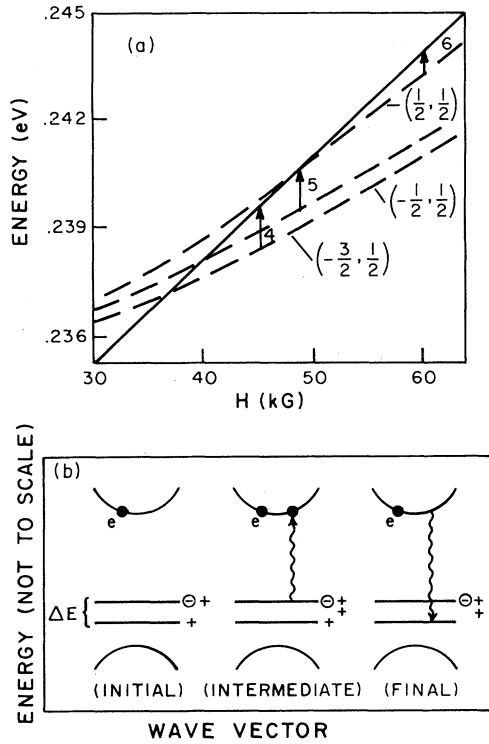 (a)
ENERGY (eV)
.245
.242
.239
.236
6
5
4
(1/2, 1/2)
(-1/2, 1/2)
(-3/2, 1/2)
30 40 50 60
H (kG)
(b)
ENERGY (NOT TO SCALE)
e e e
ΔE { ⊖ + ⊖ + ⊖ +
+ + +
(INITIAL) (INTERMEDIATE) (FINAL)
WAVE VECTOR